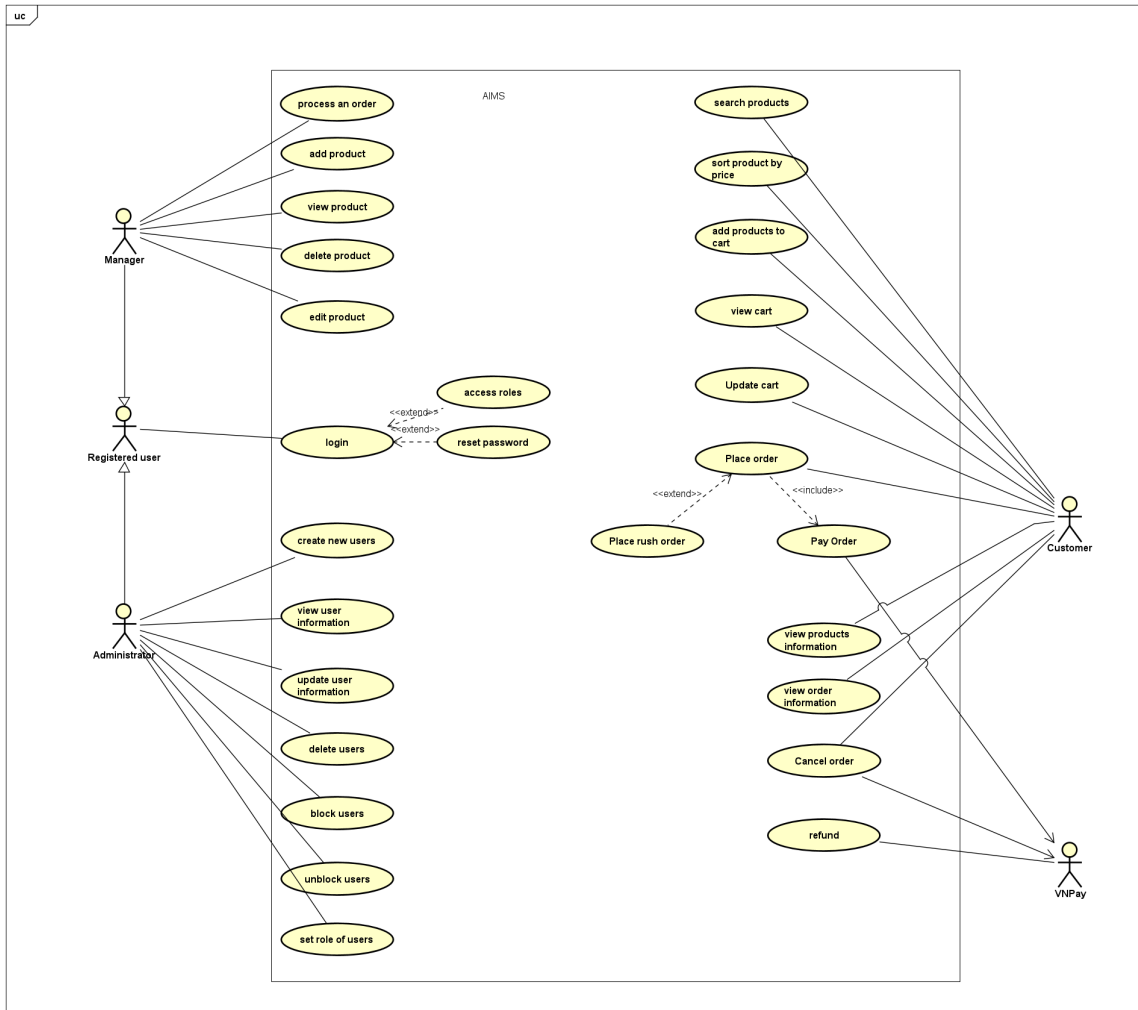 uc
AIMS
process an order
add product
view product
delete product
edit product
Manager
Registered user
login
<<extend>>
<<extend>>
access roles
reset password
Administrator
create new users
view user
information
update user
information
delete users
block users
unblock users
set role of users
search products
sort product by
price
add products to
cart
view cart
Update cart
Place order
<<extend>>
<<include>>
Place rush order
Pay Order
Customer
view products
information
view order
information
Cancel order
refund
VNPay